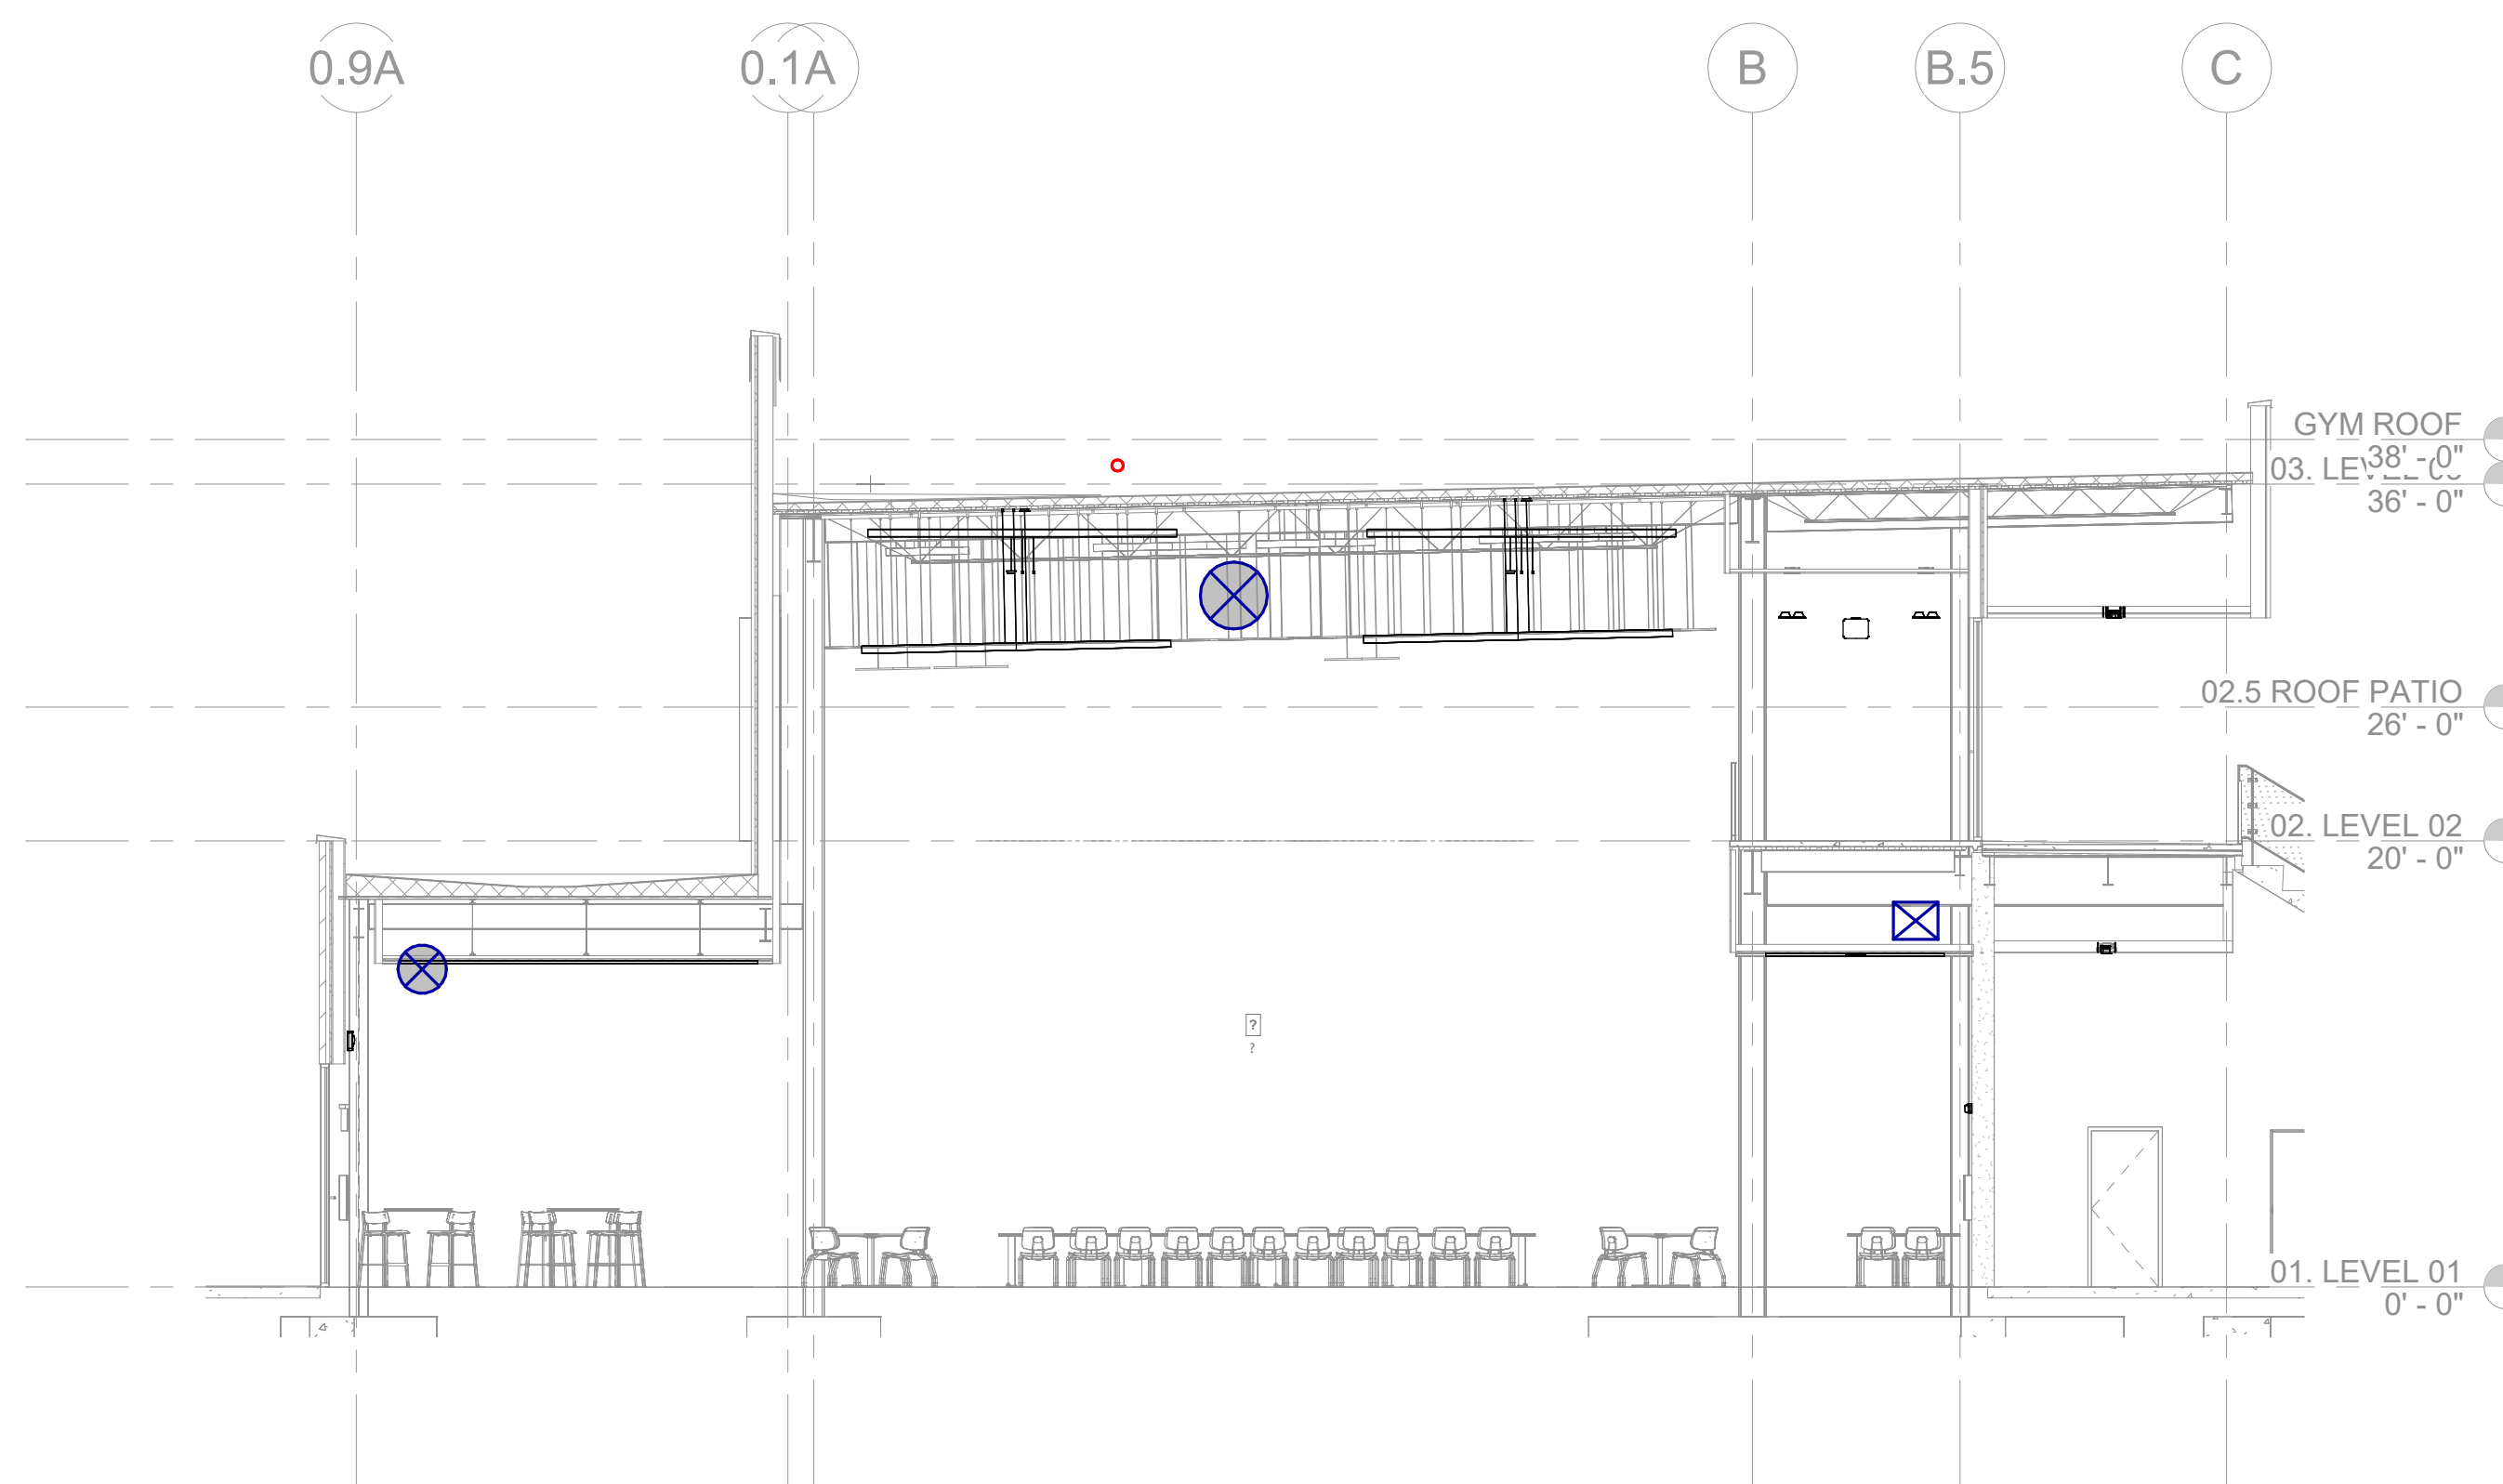 0.9A
0.1A
B
B.5
C
GYM ROOF
38' - 0"
03. LEVEL
36' - 0"
02.5 ROOF PATIO
26' - 0"
02. LEVEL 02
20' - 0"
?
?
01. LEVEL 01
0' - 0"